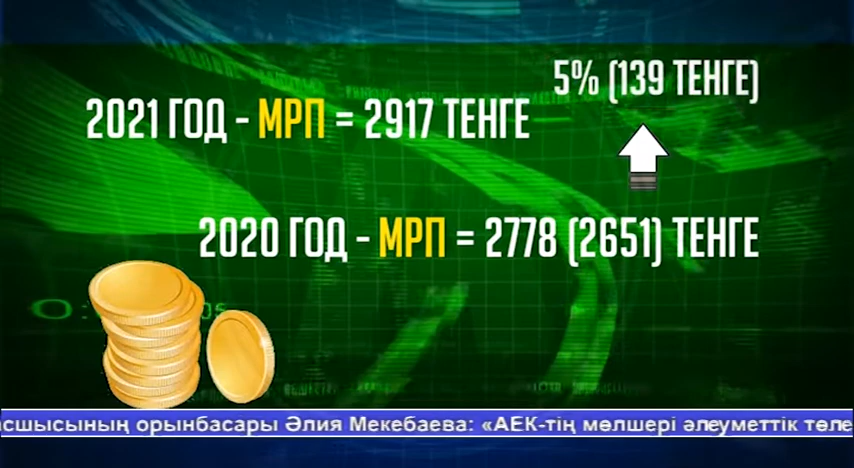 5% (139 ТЕНГЕ)
2021 ГОД - МРП = 2917 ТЕНГЕ
2020 ГОД - МРП = 2778 (2651) ТЕНГЕ
асшысының орынбасары Әлия Мекебаева: «АЕК-тің мөлшері әлеуметтік төле